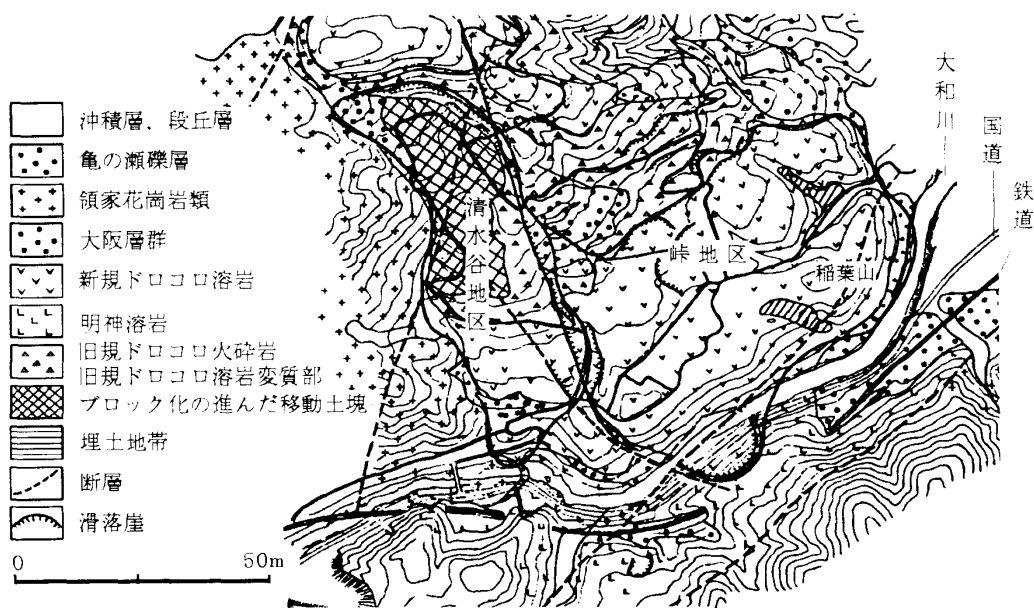 沖積層、段丘層
亀の瀬礫層
領家花崗岩類
大阪層群
新規ドロコロ溶岩
明神溶岩
旧規ドロコロ火砕岩
旧規ドロコロ溶岩変質部
ブロック化の進んだ移動土塊
埋土地帯
断層
滑落崖
0 50m
清水谷地区
峠地区
稲葉山
大和川
国道
鉄道